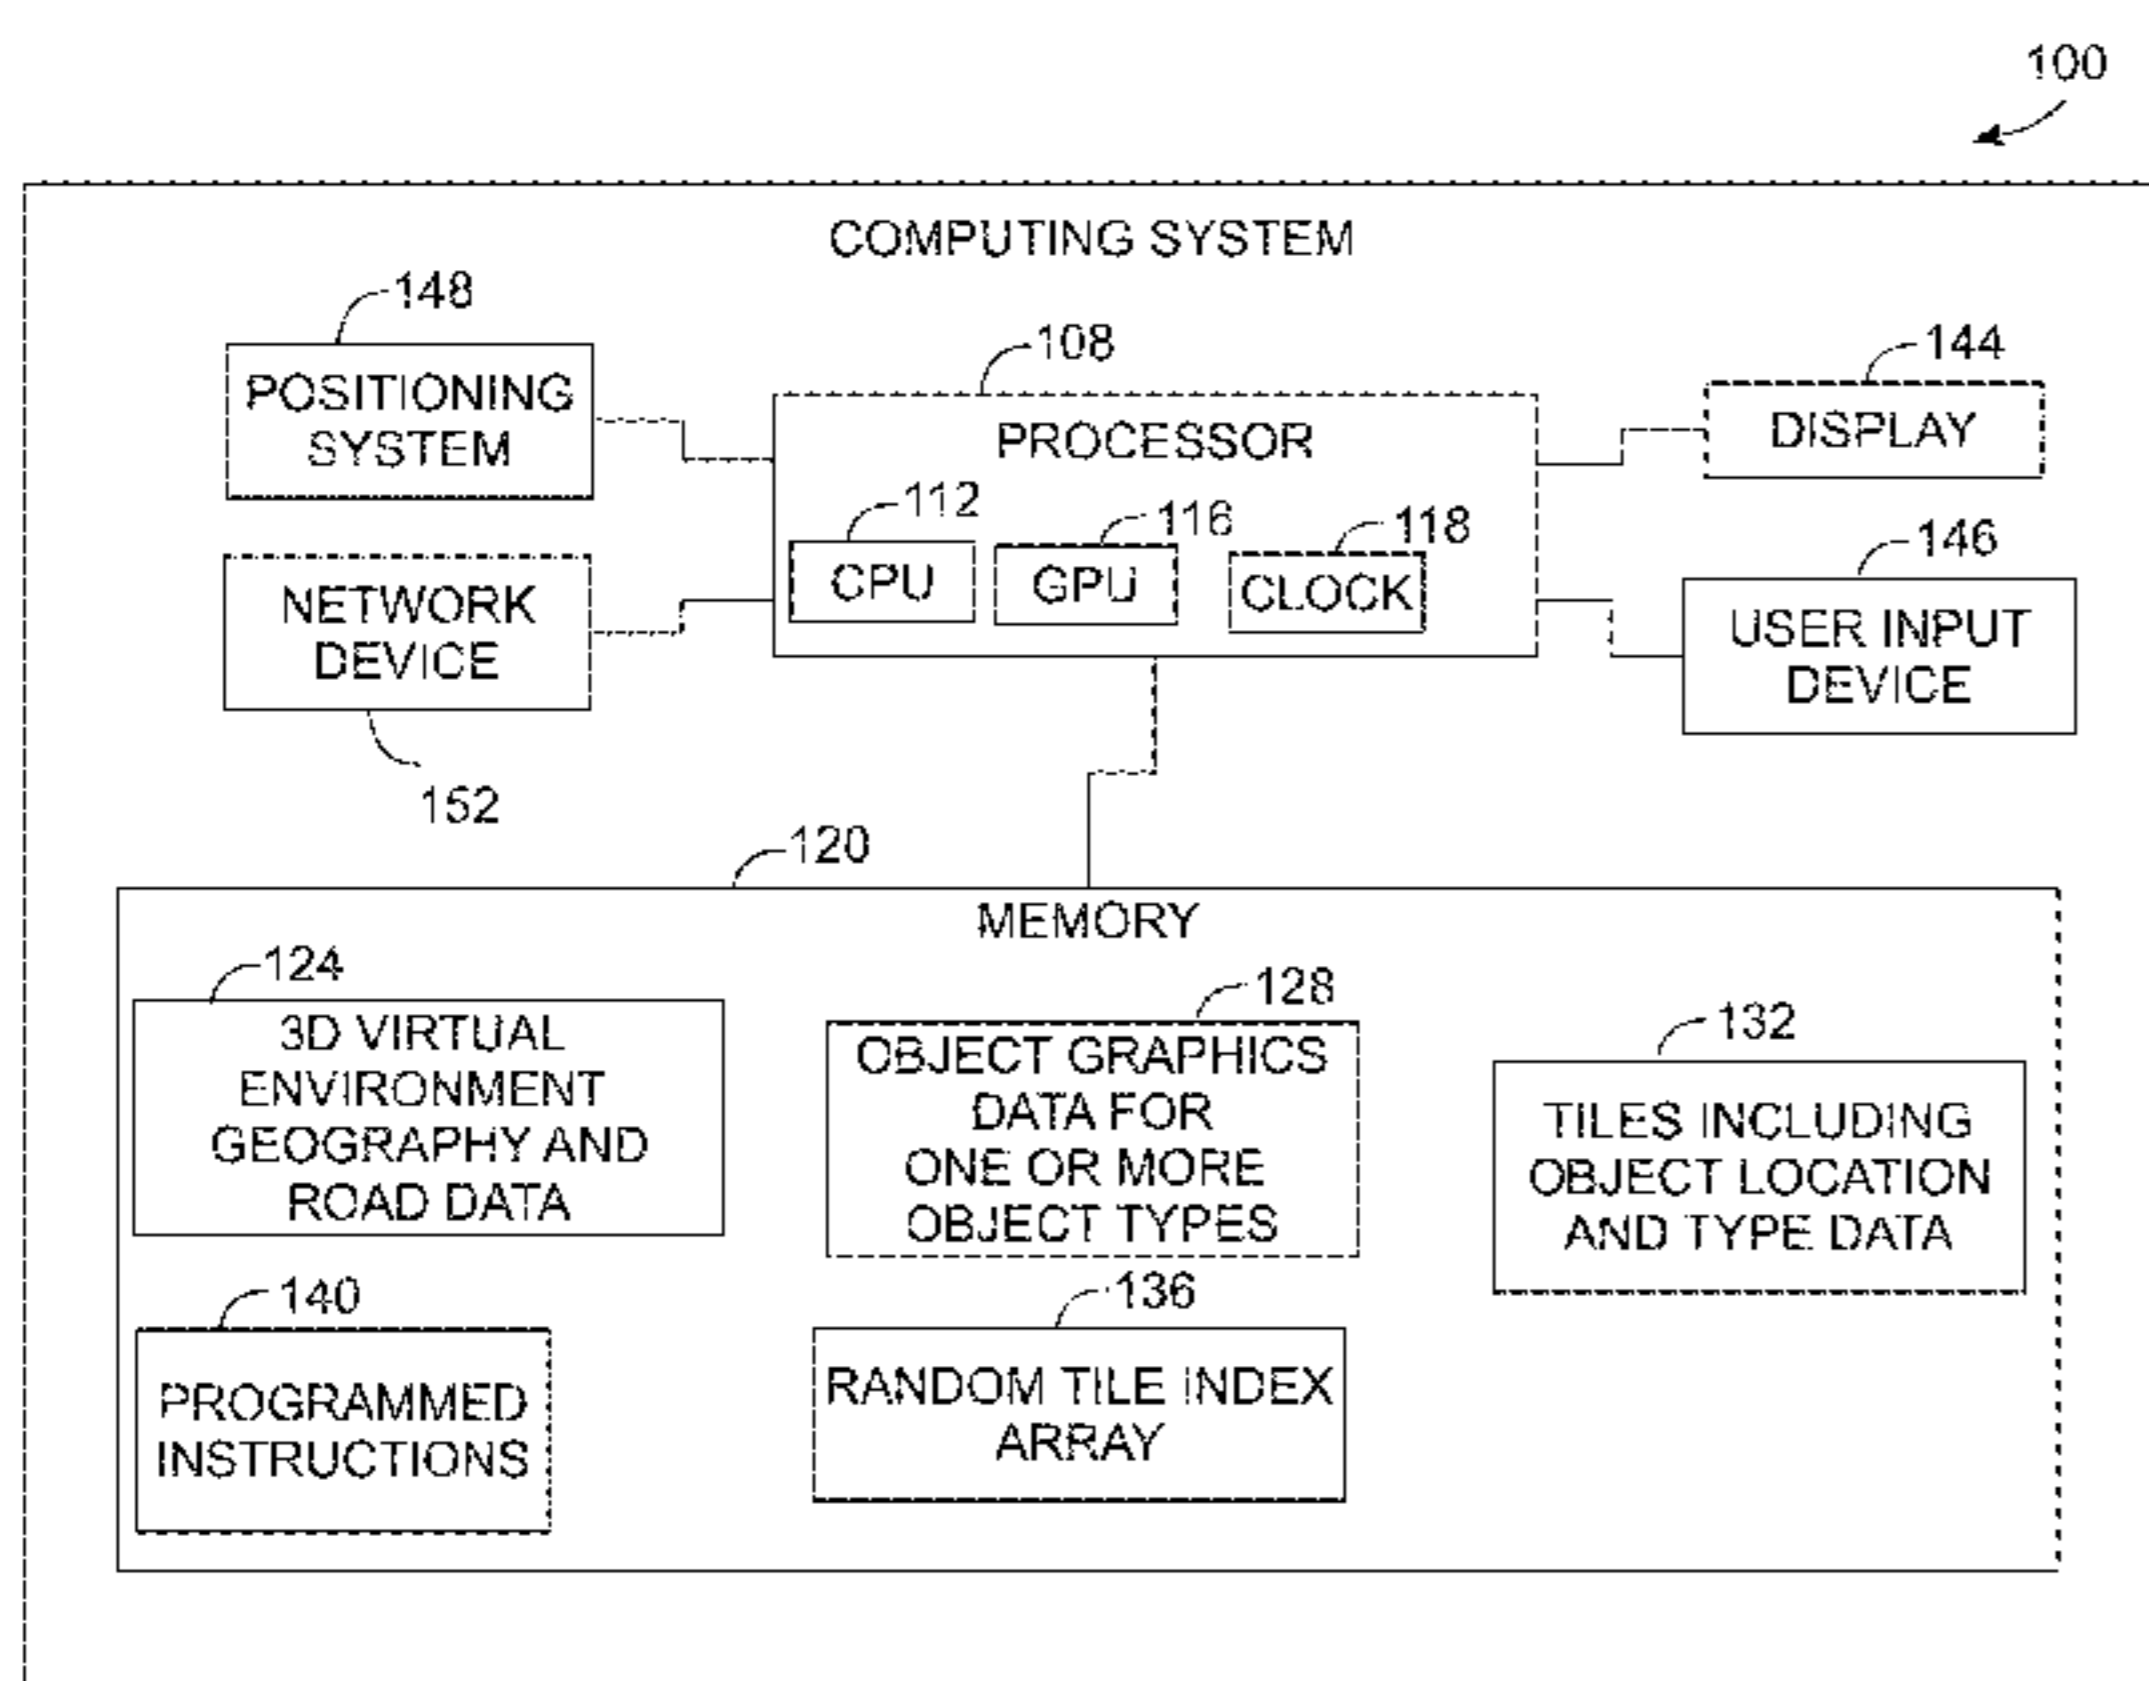 100
COMPUTING SYSTEM
148
POSITIONING
SYSTEM
108
PROCESSOR
112
CPU
116
GPU
118
CLOCK
144
DISPLAY
NETWORK
DEVICE
152
146
USER INPUT
DEVICE
120
MEMORY
124
3D VIRTUAL
ENVIRONMENT
GEOGRAPHY AND
ROAD DATA
128
OBJECT GRAPHICS
DATA FOR
ONE OR MORE
OBJECT TYPES
132
TILES INCLUDING
OBJECT LOCATION
AND TYPE DATA
140
PROGRAMMED
INSTRUCTIONS
136
RANDOM TILE INDEX
ARRAY